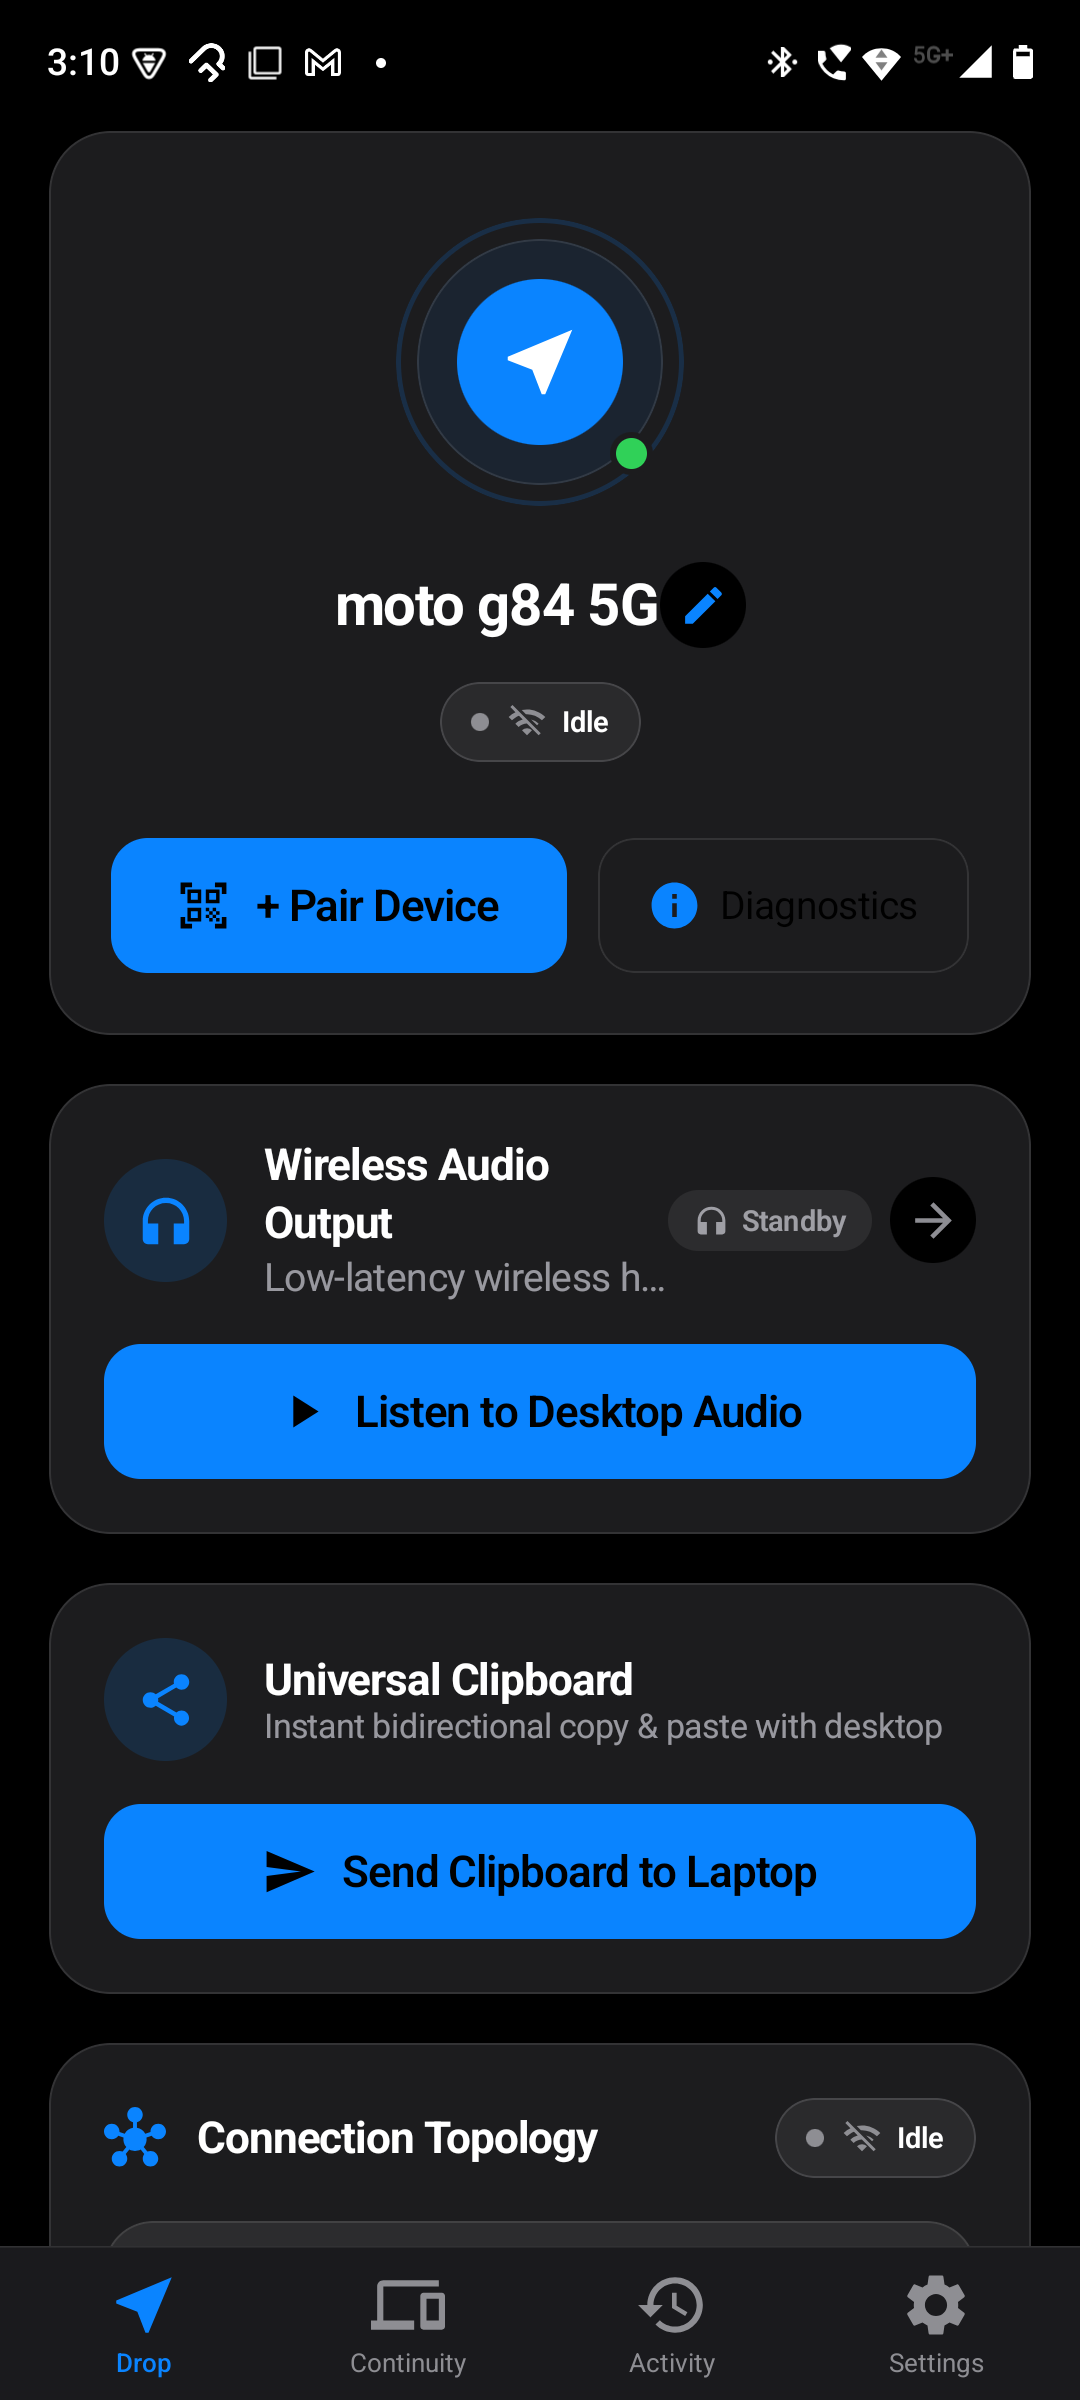 3:10
5G+
moto g84 5G
Idle
+ Pair Device
Diagnostics
Wireless Audio
Output
Low-latency wireless h...
Standby
Listen to Desktop Audio
Universal Clipboard
Instant bidirectional copy & paste with desktop
Send Clipboard to Laptop
Connection Topology
Idle
Drop
Continuity
Activity
Settings